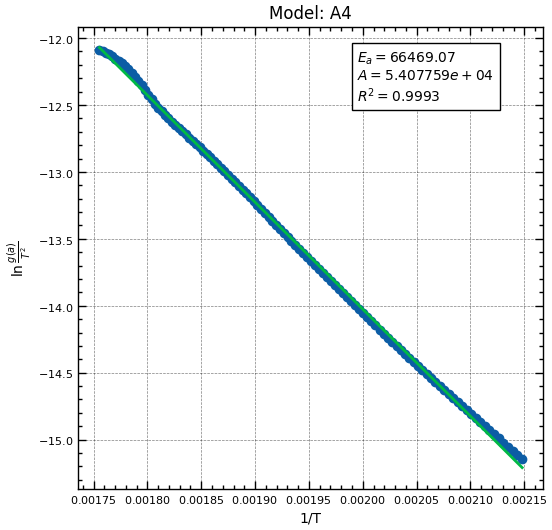 Model: A4
−12.0
−12.5
−13.0
−13.5
−14.0
−14.5
−15.0
ln g(a)/T²
E_a = 66469.07
A = 5.407759e + 04
R² = 0.9993
0.00175 0.00180 0.00185 0.00190 0.00195 0.00200 0.00205 0.00210 0.00215
1/T